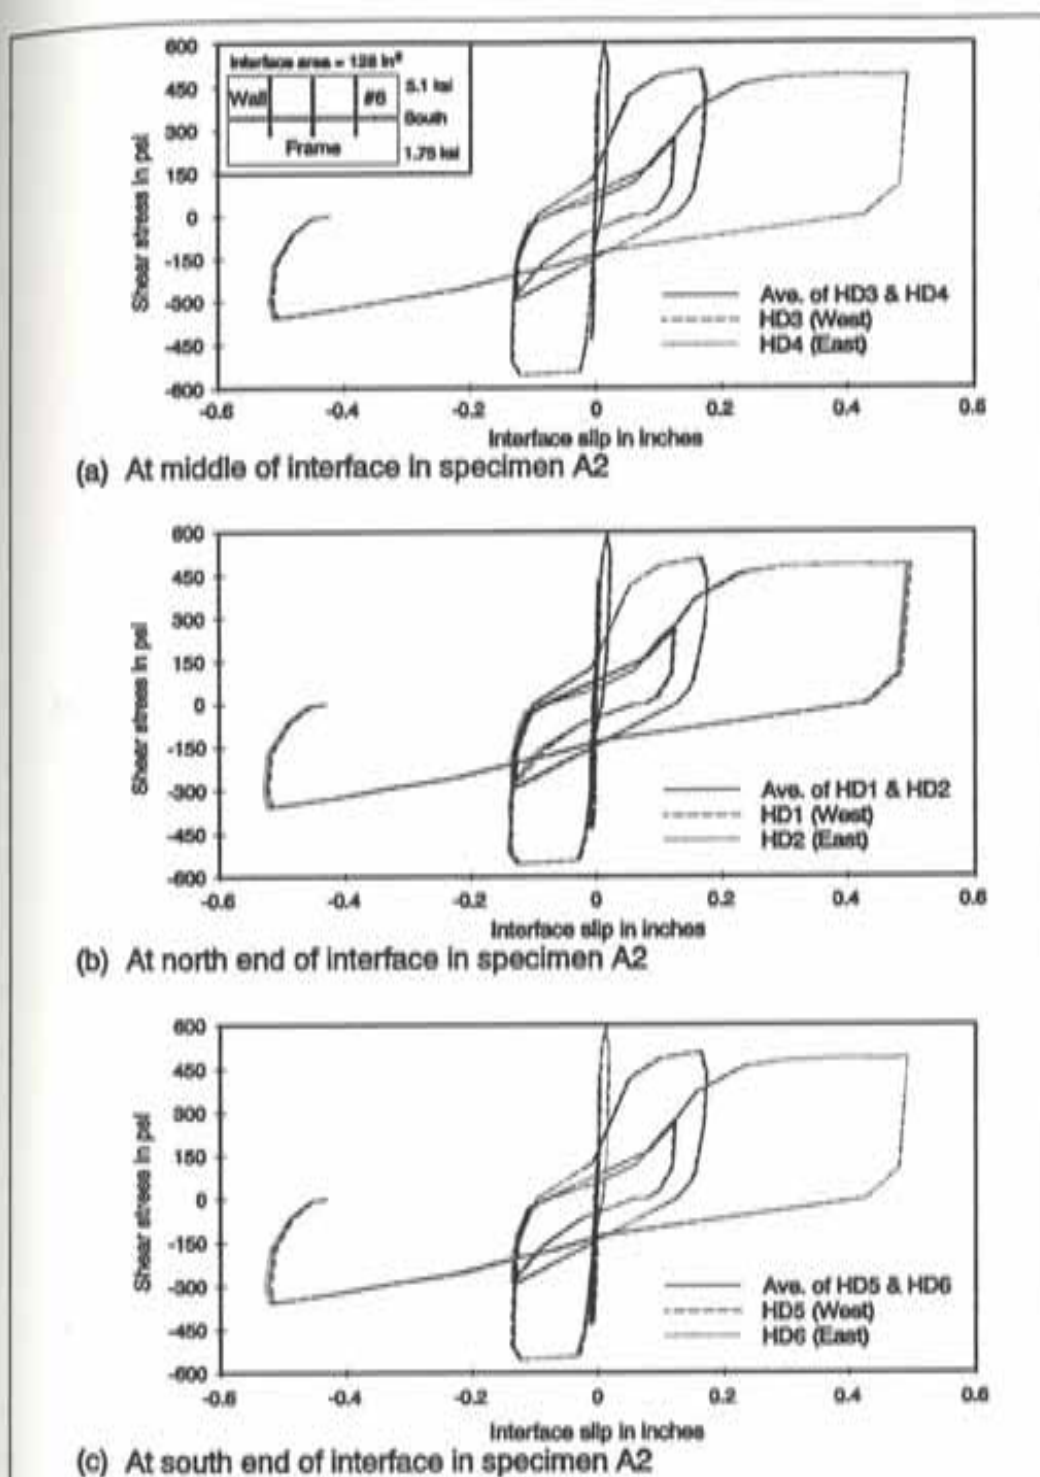 600
450
300
150
0
-150
-300
-450
-600
Shear stress in psi
Interface area = 128 in²
Wall #6 5.1 ksi
South
Frame 1.75 ksi
Ave. of HD3 & HD4
HD3 (West)
HD4 (East)
-0.6 -0.4 -0.2 0 0.2 0.4 0.6
Interface slip in inches
(a) At middle of interface in specimen A2
600
450
300
150
0
-150
-300
-450
-600
Shear stress in psi
Ave. of HD1 & HD2
HD1 (West)
HD2 (East)
-0.6 -0.4 -0.2 0 0.2 0.4 0.6
Interface slip in inches
(b) At north end of interface in specimen A2
600
450
300
150
0
-150
-300
-450
-600
Shear stress in psi
Ave. of HD5 & HD6
HD5 (West)
HD6 (East)
-0.6 -0.4 -0.2 0 0.2 0.4 0.6
Interface slip in inches
(c) At south end of interface in specimen A2